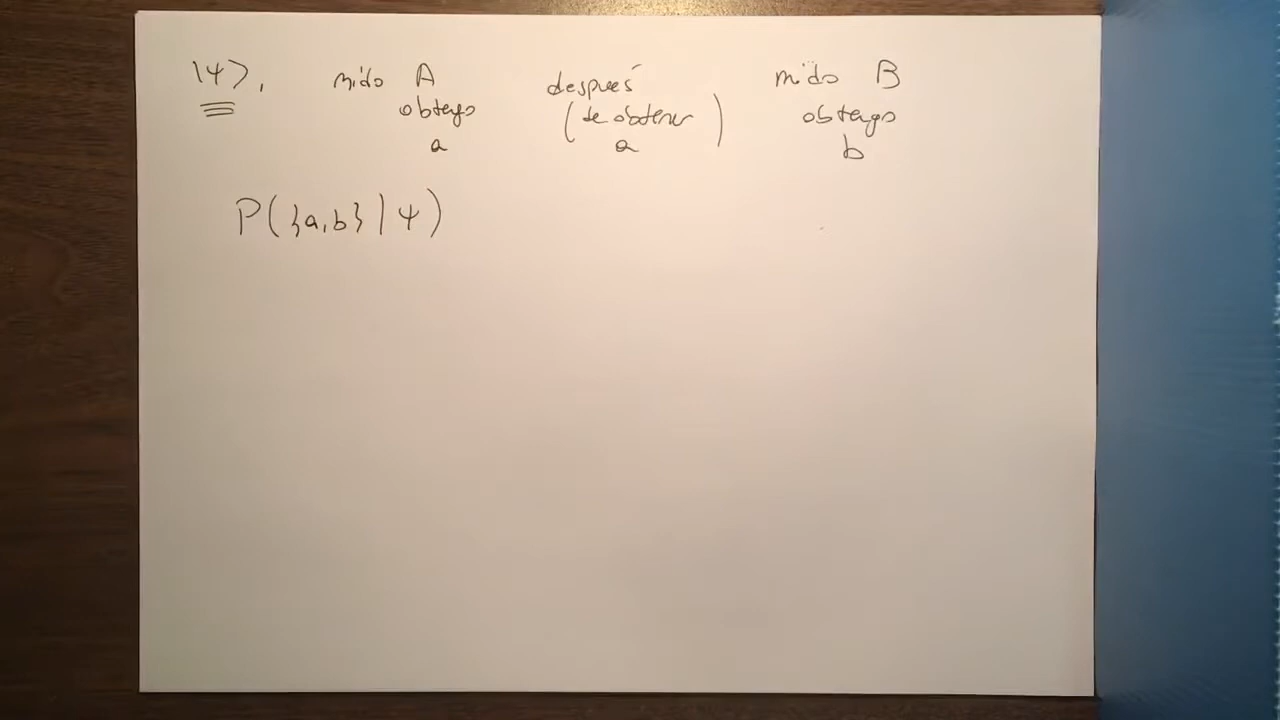 |ψ⟩, mido A después mido B
obtengo (de obtener) obtengo
a a b
P({a,b}|ψ)